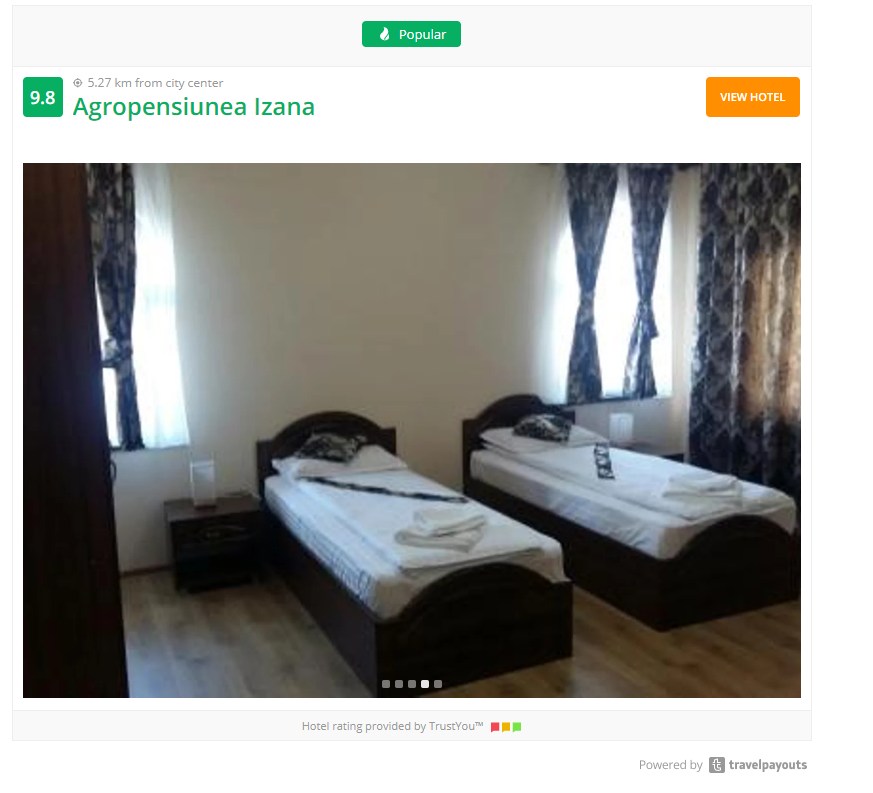 Popular
9.8
5.27 km from city center
Agropensiunea Izana
VIEW HOTEL
Hotel rating provided by TrustYou™
Powered by travelpayouts